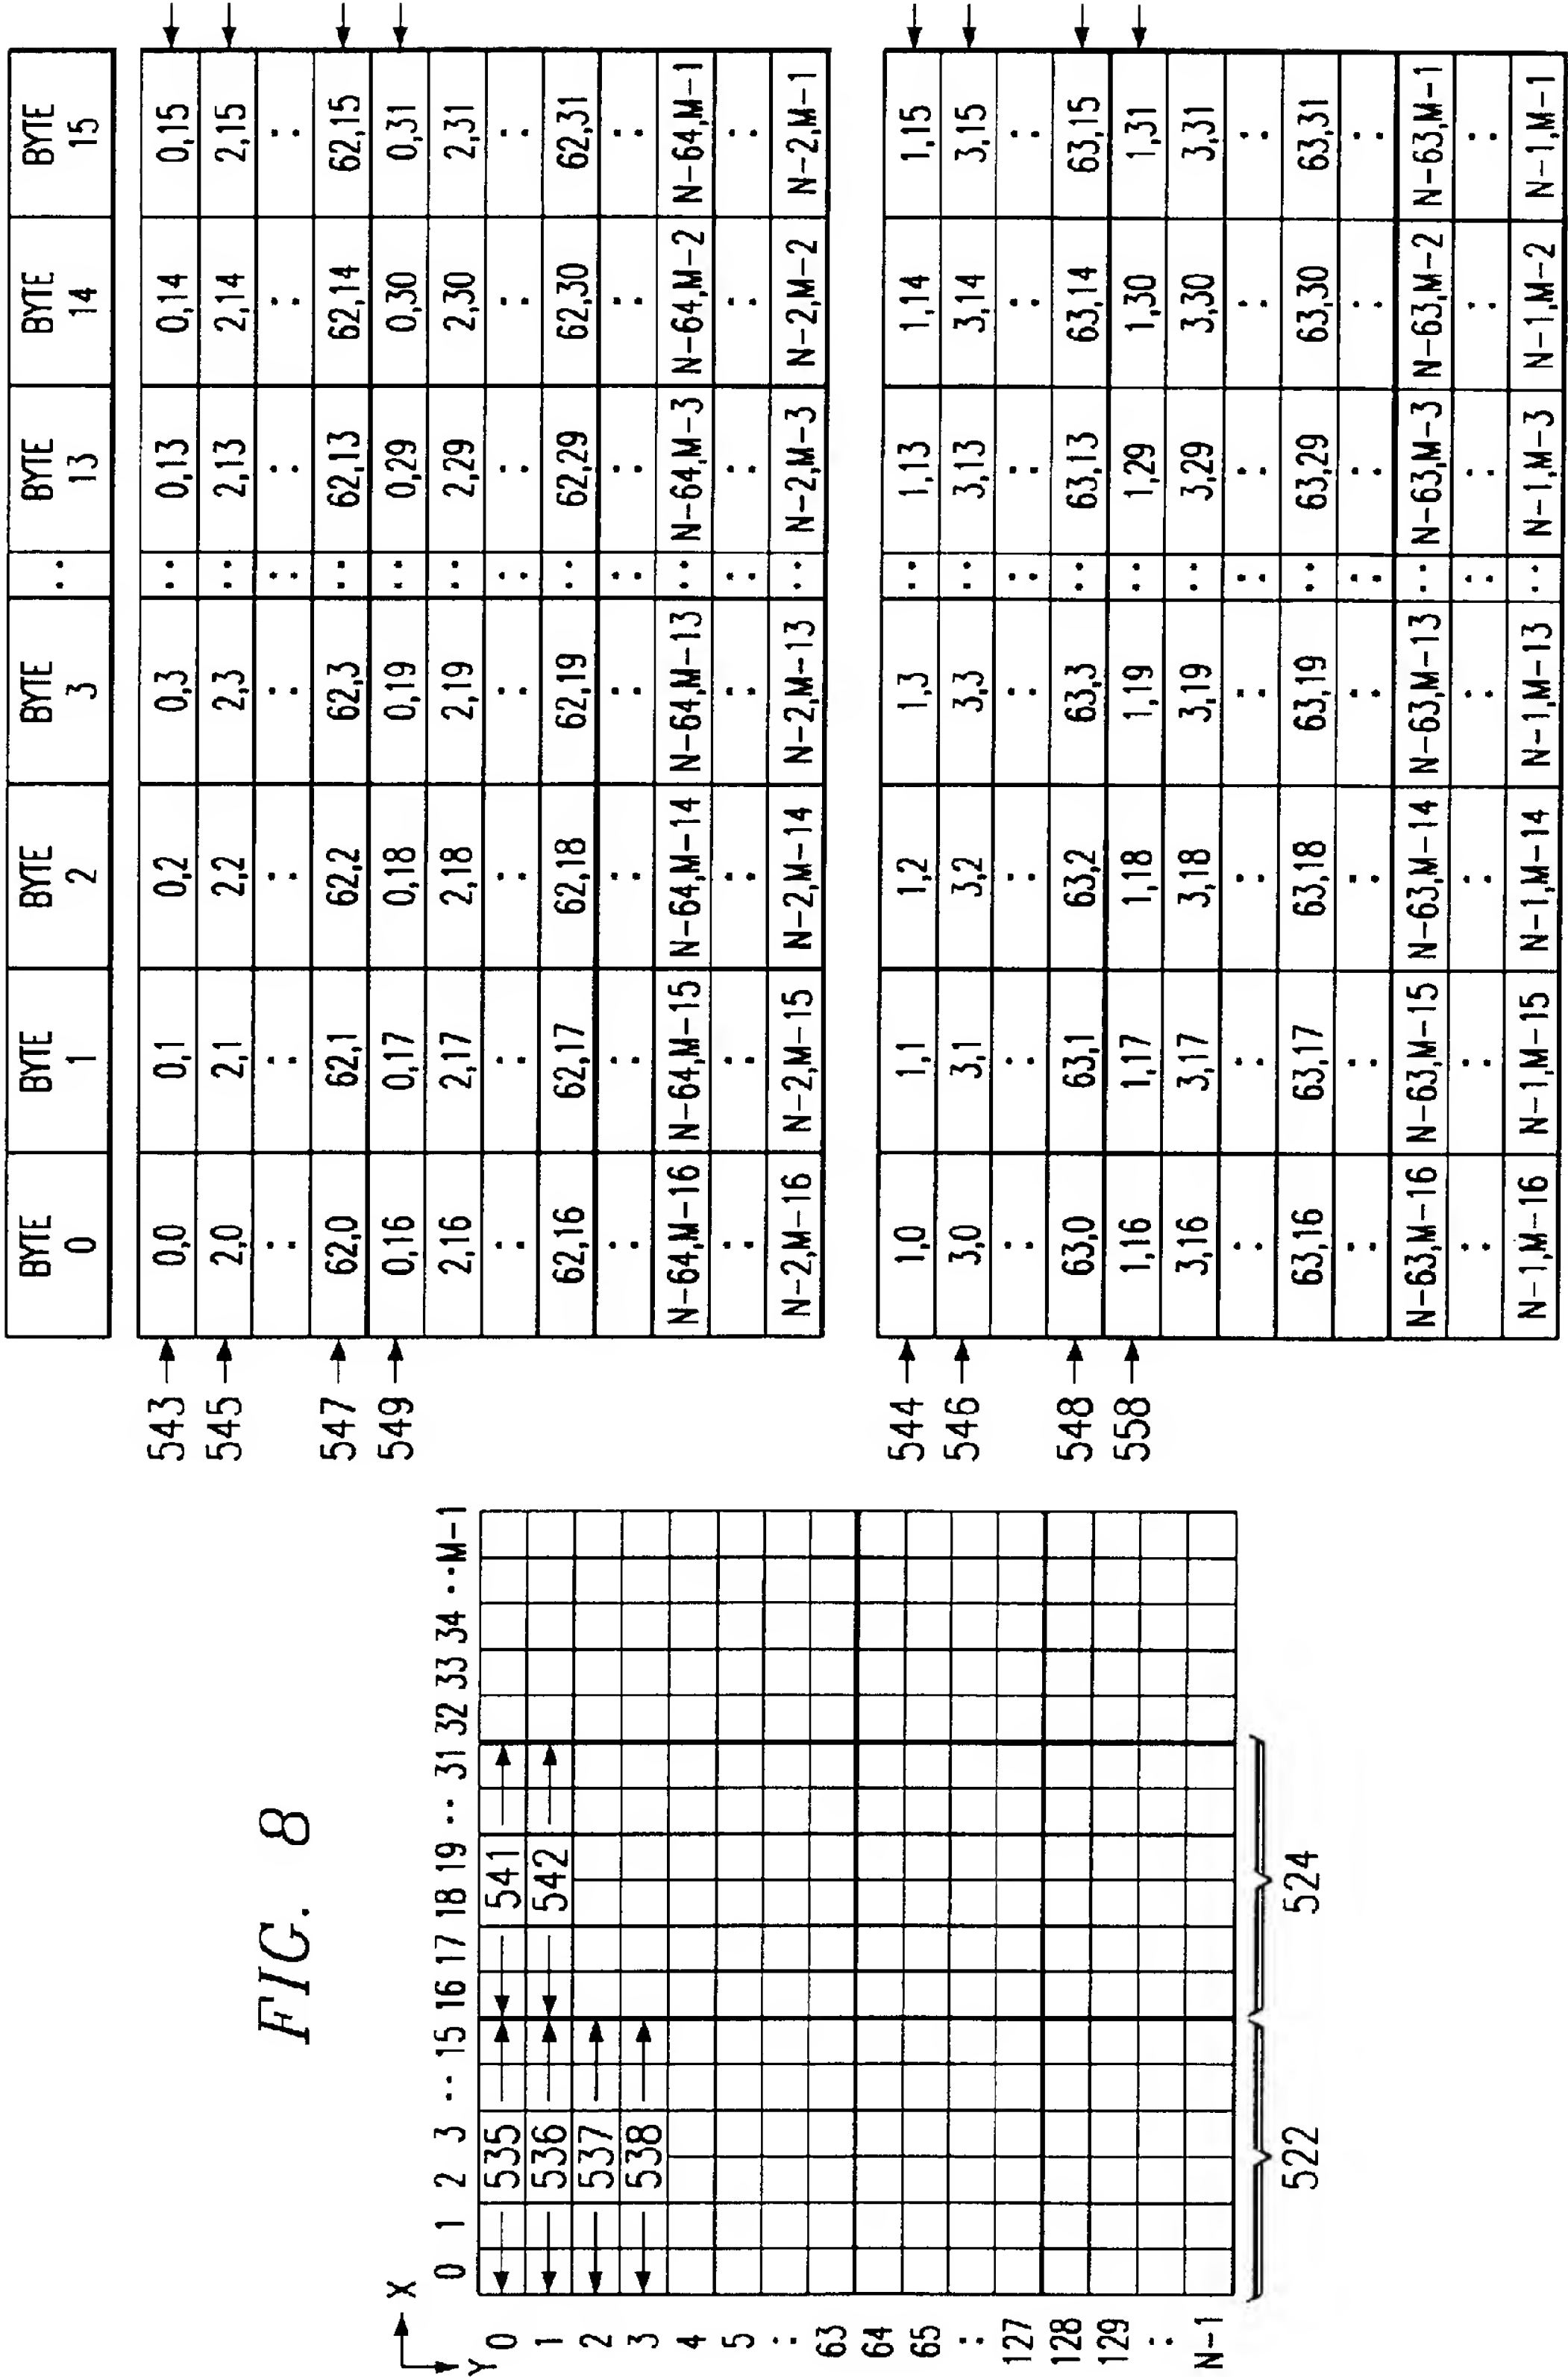 FIG. 8
X
Y
0 1 2 3 .. 15 16 17 18 19 .. 31 32 33 34 ..M-1
0 535 541
1 536 542
2 537
3 538
4
5
:
63
64
65
:
127
128
129
:
N-1
522 524
BYTE 0 BYTE 1 BYTE 2 BYTE 3 .. BYTE 13 BYTE 14 BYTE 15
543 0,0 0,1 0,2 0,3 .. 0,13 0,14 0,15
545 2,0 2,1 2,2 2,3 .. 2,13 2,14 2,15
: : : : : : : :
547 62,0 62,1 62,2 62,3 .. 62,13 62,14 62,15
549 0,16 0,17 0,18 0,19 .. 0,29 0,30 0,31
2,16 2,17 2,18 2,19 .. 2,29 2,30 2,31
: : : : : : : :
62,16 62,17 62,18 62,19 .. 62,29 62,30 62,31
: : : : : : : :
N-64,M-16 N-64,M-15 N-64,M-14 N-64,M-13 .. N-64,M-3 N-64,M-2 N-64,M-1
: : : : : : : :
N-2,M-16 N-2,M-15 N-2,M-14 N-2,M-13 .. N-2,M-3 N-2,M-2 N-2,M-1
544 1,0 1,1 1,2 1,3 .. 1,13 1,14 1,15
546 3,0 3,1 3,2 3,3 .. 3,13 3,14 3,15
: : : : : : : :
548 63,0 63,1 63,2 63,3 .. 63,13 63,14 63,15
558 1,16 1,17 1,18 1,19 .. 1,29 1,30 1,31
3,16 3,17 3,18 3,19 .. 3,29 3,30 3,31
: : : : : : : :
63,16 63,17 63,18 63,19 .. 63,29 63,30 63,31
: : : : : : : :
N-63,M-16 N-63,M-15 N-63,M-14 N-63,M-13 .. N-63,M-3 N-63,M-2 N-63,M-1
: : : : : : : :
N-1,M-16 N-1,M-15 N-1,M-14 N-1,M-13 .. N-1,M-3 N-1,M-2 N-1,M-1